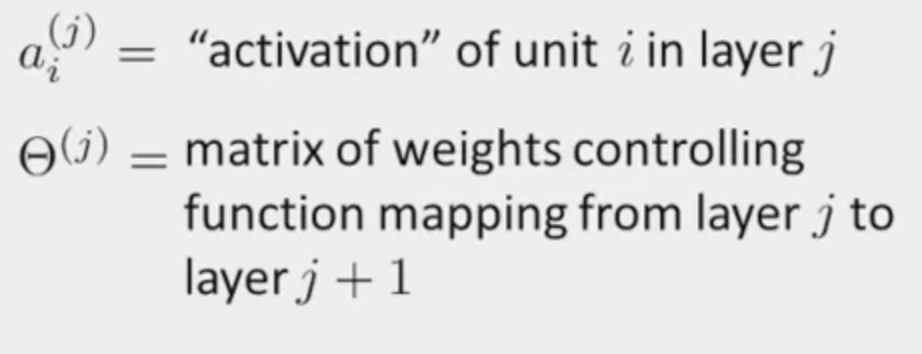 a_i^{(j)} = “activation” of unit i in layer j
Θ^{(j)} = matrix of weights controlling
function mapping from layer j to
layer j + 1